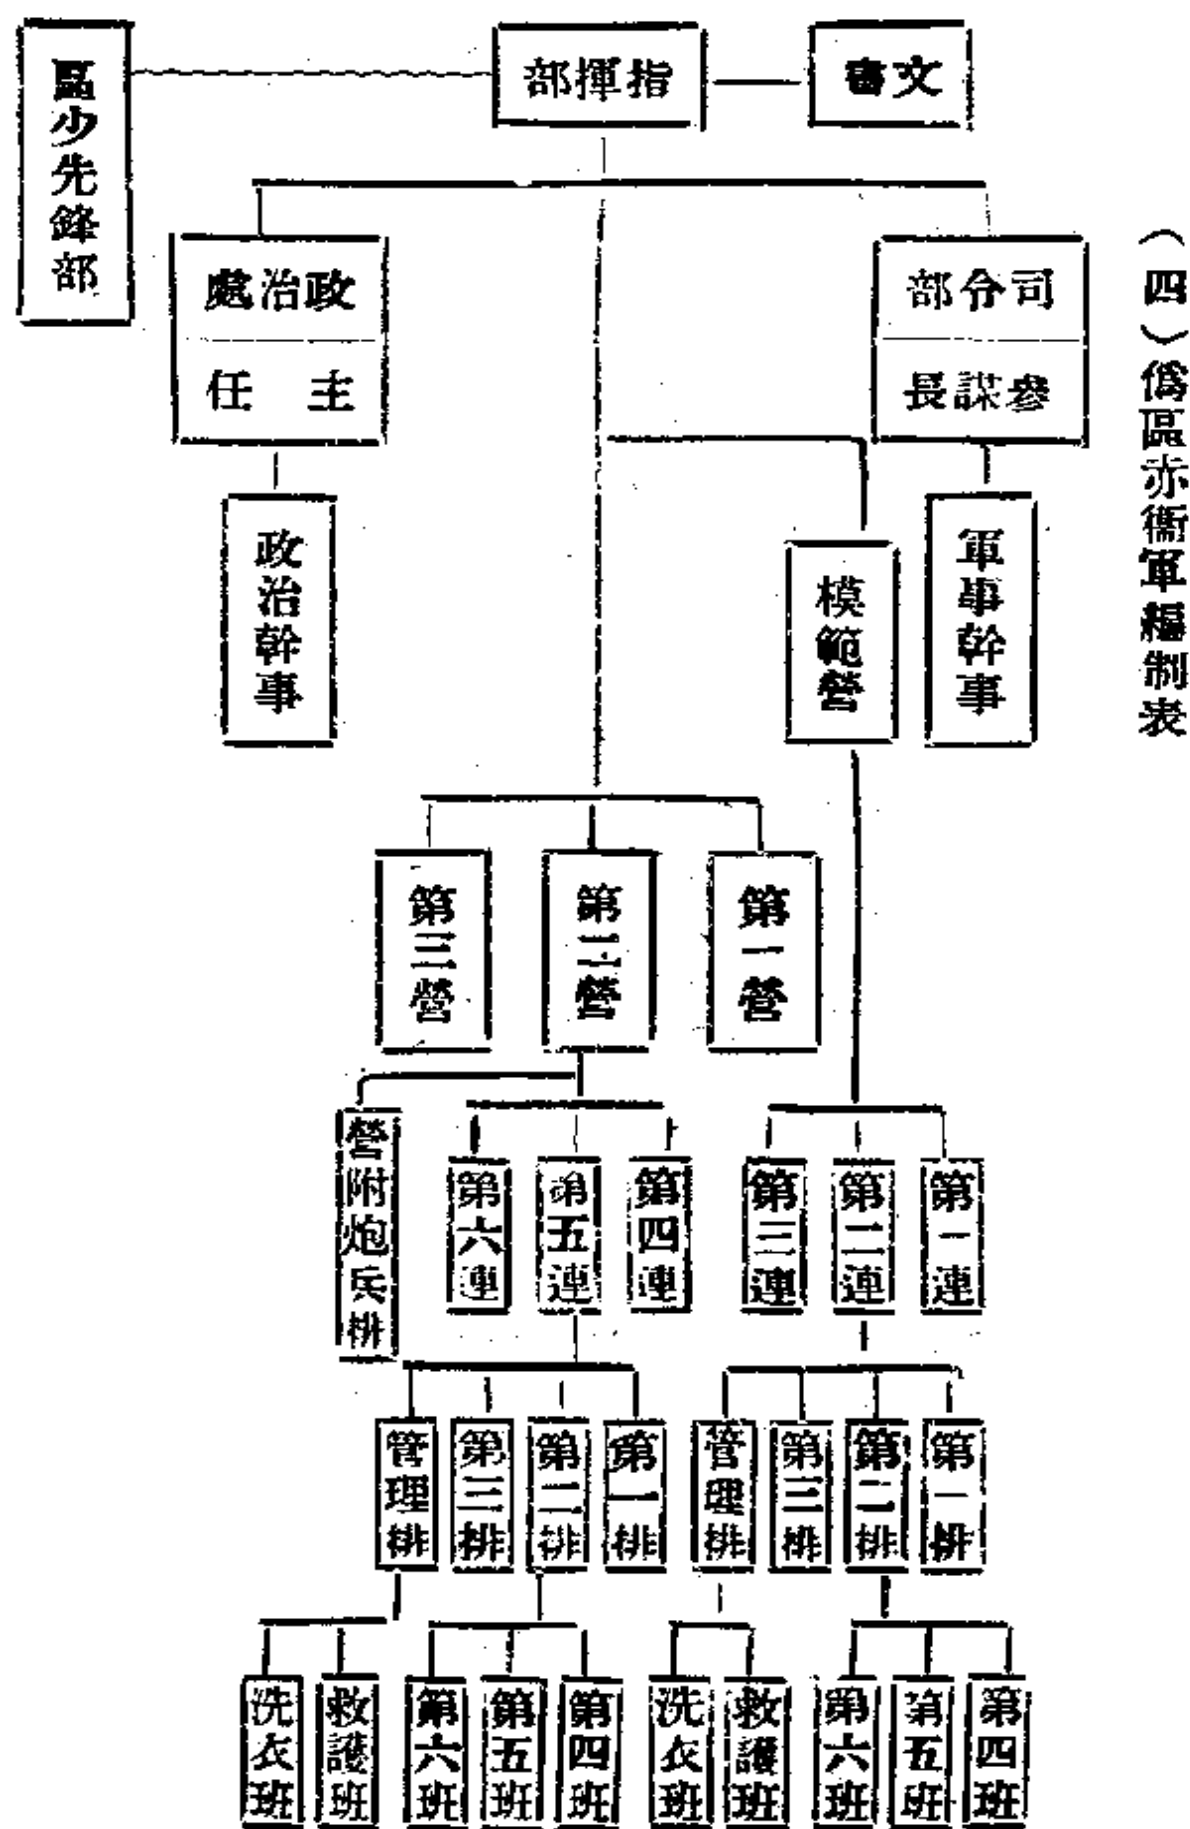 （四）僞區赤衞軍編制表
文書
指揮部
區少先鋒部
司令部
參謀長
政治處
主任
軍事幹事
模範營
政治幹事
第一營
第二營
第三營
第一連
第二連
第三連
第四連
第五連
第六連
營附炮兵排
第一排
第二排
第三排
管理排
第一排
第二排
第三排
管理排
第四班
第五班
第六班
救護班
洗衣班
第四班
第五班
第六班
救護班
洗衣班